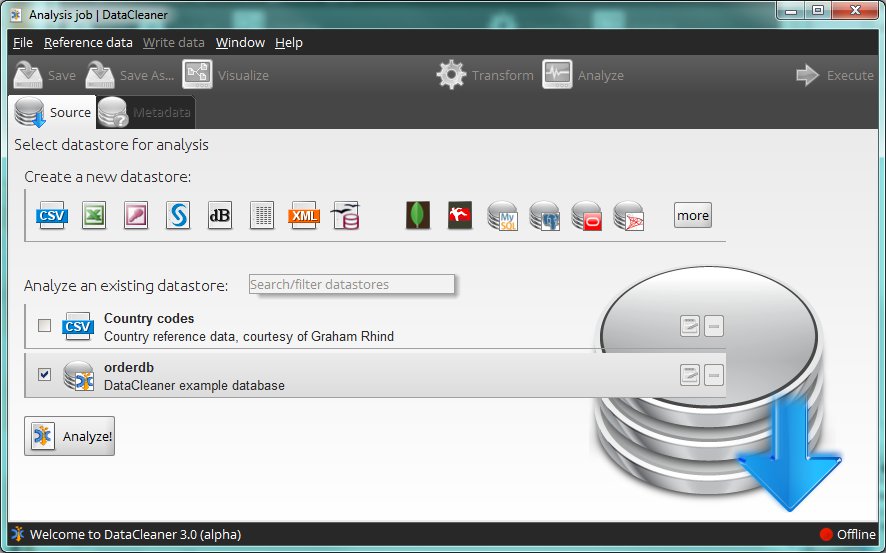 Analysis job | DataCleaner
File Reference data Write data Window Help
Save Save As... Visualize Transform Analyze Execute
Source Metadata
Select datastore for analysis
Create a new datastore:
CSV dB XML My SQL more
Analyze an existing datastore: Search/filter datastores
Country codes
CSV
Country reference data, courtesy of Graham Rhind
orderdb
DataCleaner example database
Analyze!
Welcome to DataCleaner 3.0 (alpha) Offline